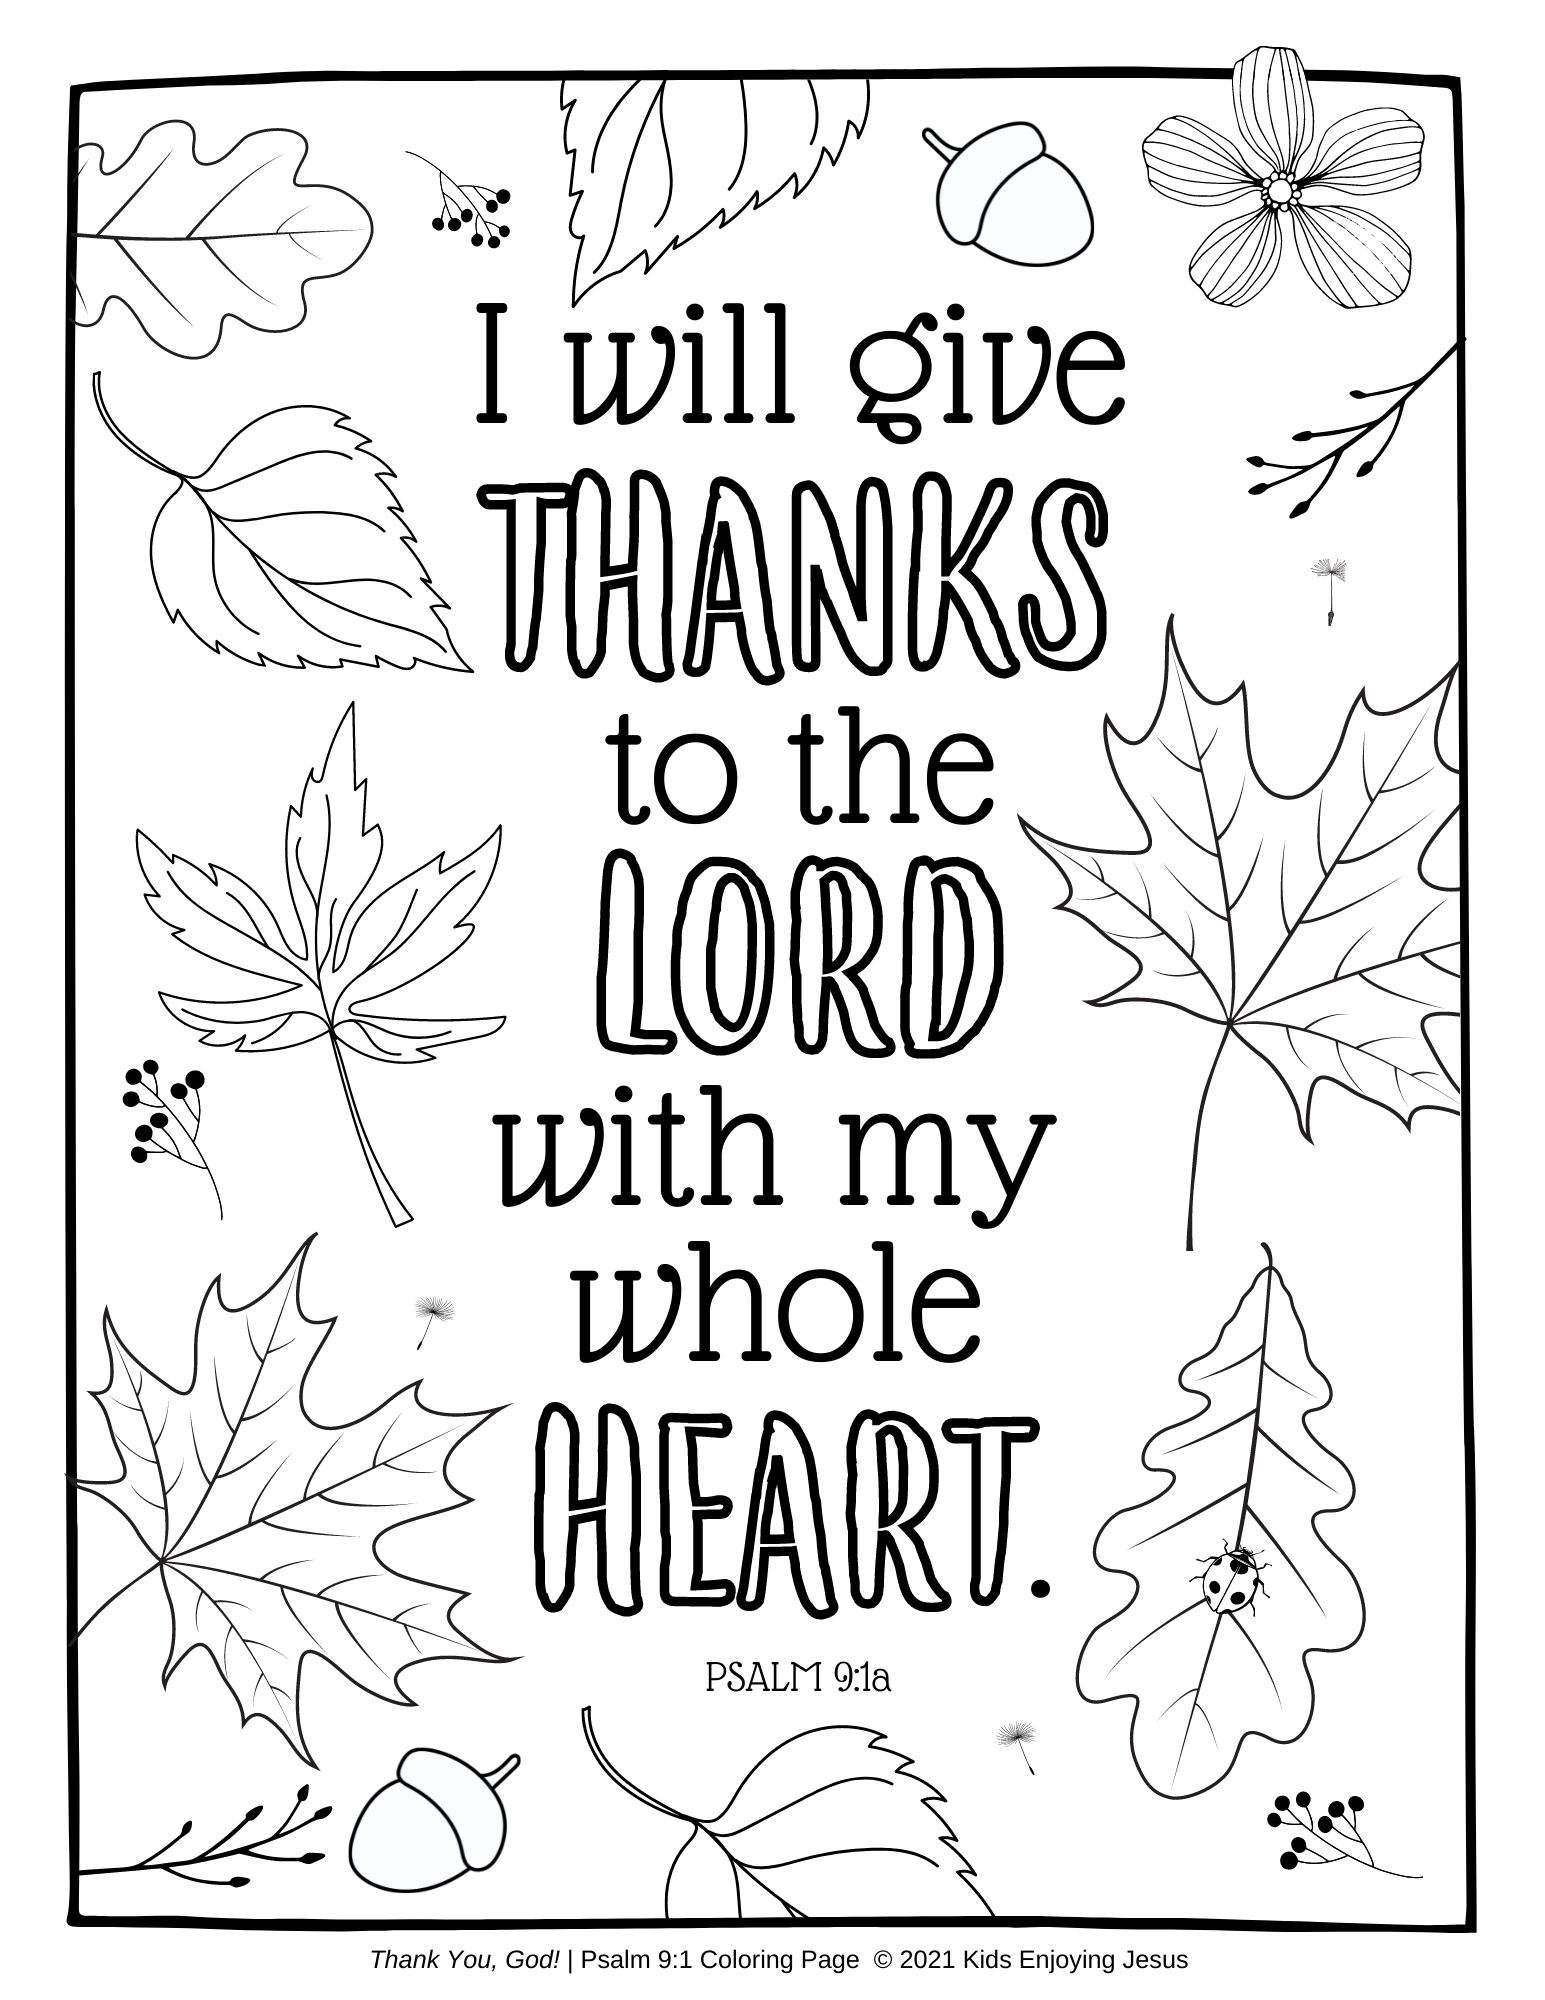 I will give
THANKS
to the
LORD
with my
whole
HEART.
PSALM 9:1a
Thank You, God! | Psalm 9:1 Coloring Page © 2021 Kids Enjoying Jesus